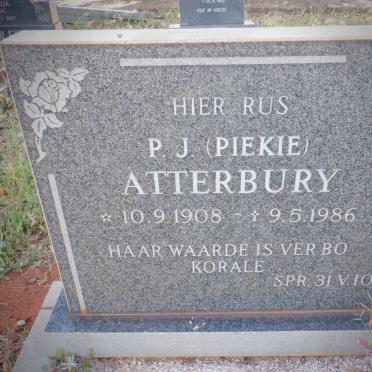 HIER RUS
P. J. (PIEKIE)
ATTERBURY
☆ 10.9.1908 - ✝ 9.5.1986
HAAR WAARDE IS VER BO
KORALE
SPR. 31 V. 10